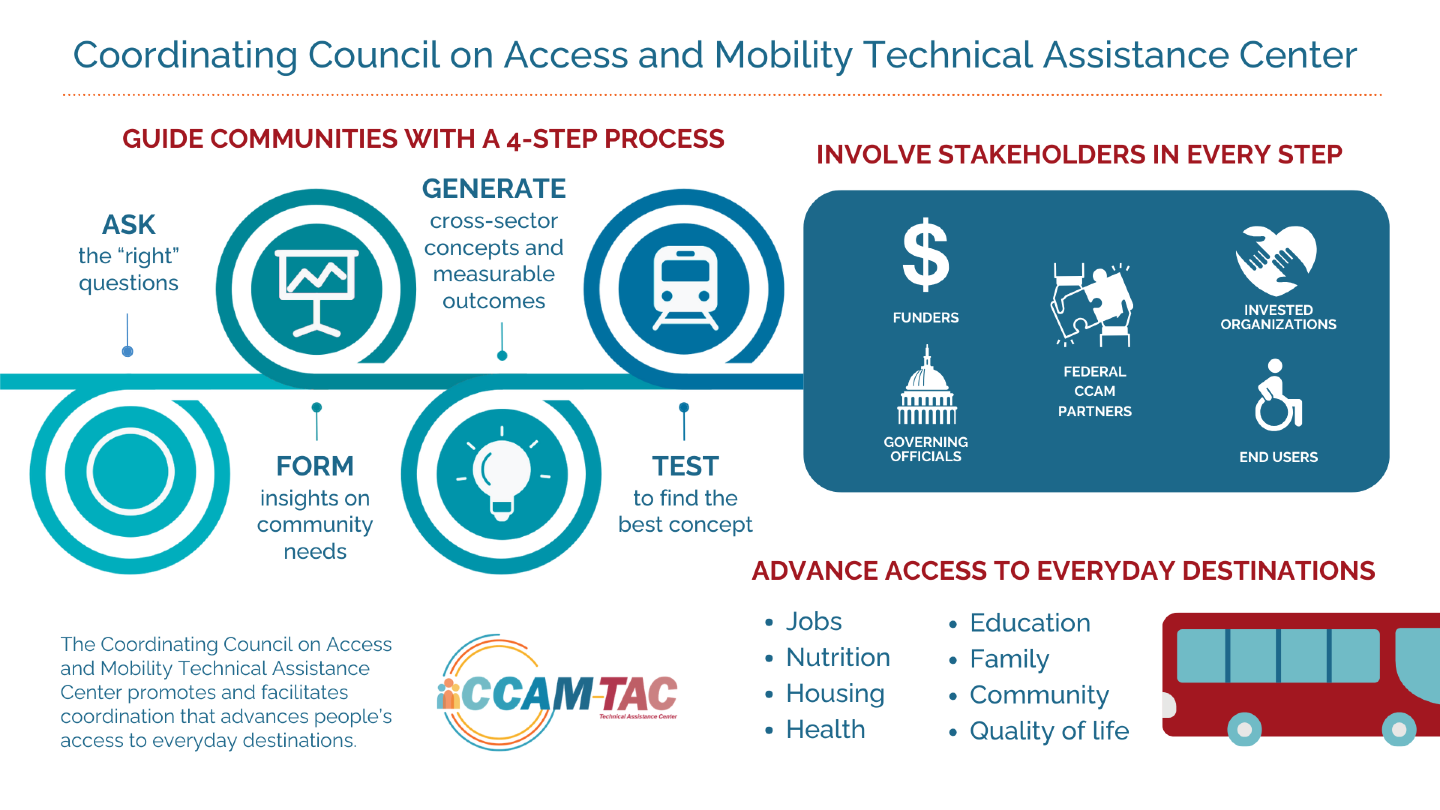 Coordinating Council on Access and Mobility Technical Assistance Center
GUIDE COMMUNITIES WITH A 4-STEP PROCESS
ASK
the “right”
questions
FORM
insights on
community
needs
GENERATE
cross-sector
concepts and
measurable
outcomes
TEST
to find the
best concept
INVOLVE STAKEHOLDERS IN EVERY STEP
$
FUNDERS
GOVERNING
OFFICIALS
FEDERAL
CCAM
PARTNERS
INVESTED
ORGANIZATIONS
END USERS
ADVANCE ACCESS TO EVERYDAY DESTINATIONS
• Jobs
• Nutrition
• Housing
• Health
• Education
• Family
• Community
• Quality of life
The Coordinating Council on Access
and Mobility Technical Assistance
Center promotes and facilitates
coordination that advances people’s
access to everyday destinations.
CCAM-TAC
Technical Assistance Center